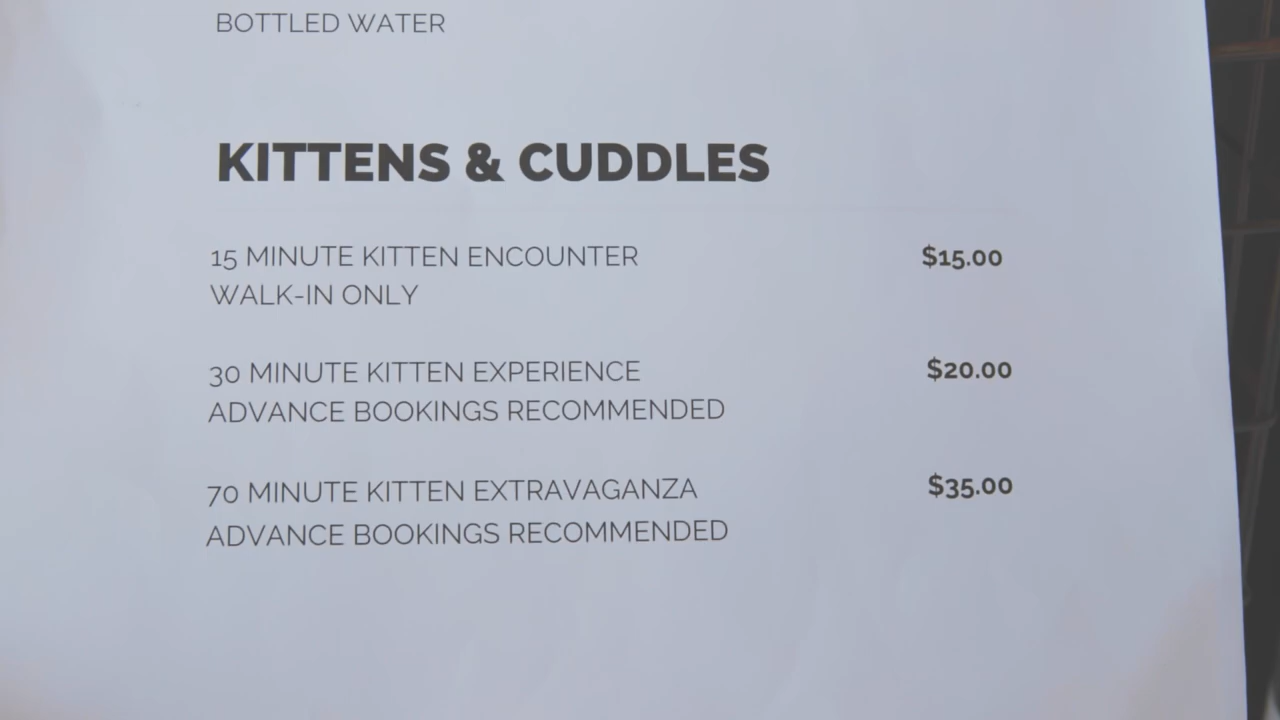 BOTTLED WATER
KITTENS & CUDDLES
15 MINUTE KITTEN ENCOUNTER $15.00
WALK-IN ONLY
30 MINUTE KITTEN EXPERIENCE $20.00
ADVANCE BOOKINGS RECOMMENDED
70 MINUTE KITTEN EXTRAVAGANZA $35.00
ADVANCE BOOKINGS RECOMMENDED